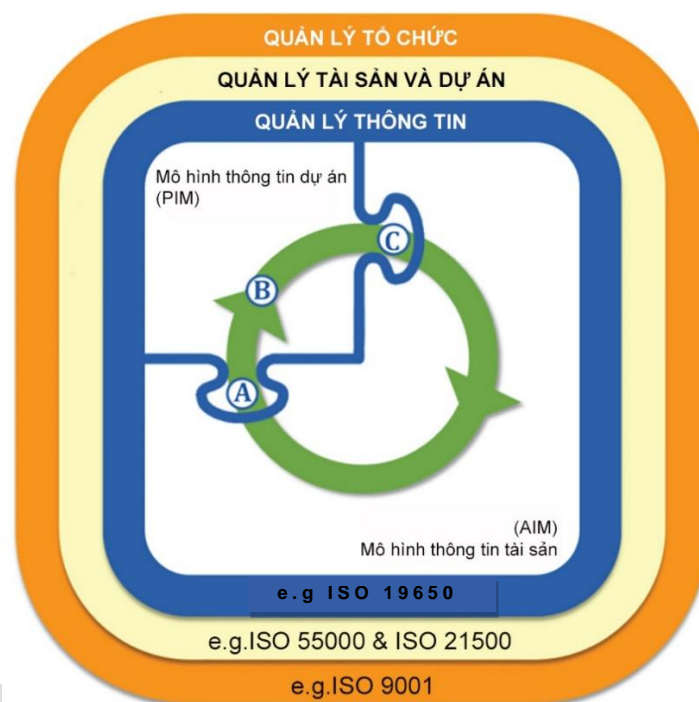 QUẢN LÝ TỔ CHỨC
QUẢN LÝ TÀI SẢN VÀ DỰ ÁN
QUẢN LÝ THÔNG TIN
Mô hình thông tin dự án
(PIM)
C
B
A
(AIM)
Mô hình thông tin tài sản
e.g ISO 19650
e.g.ISO 55000 & ISO 21500
e.g.ISO 9001